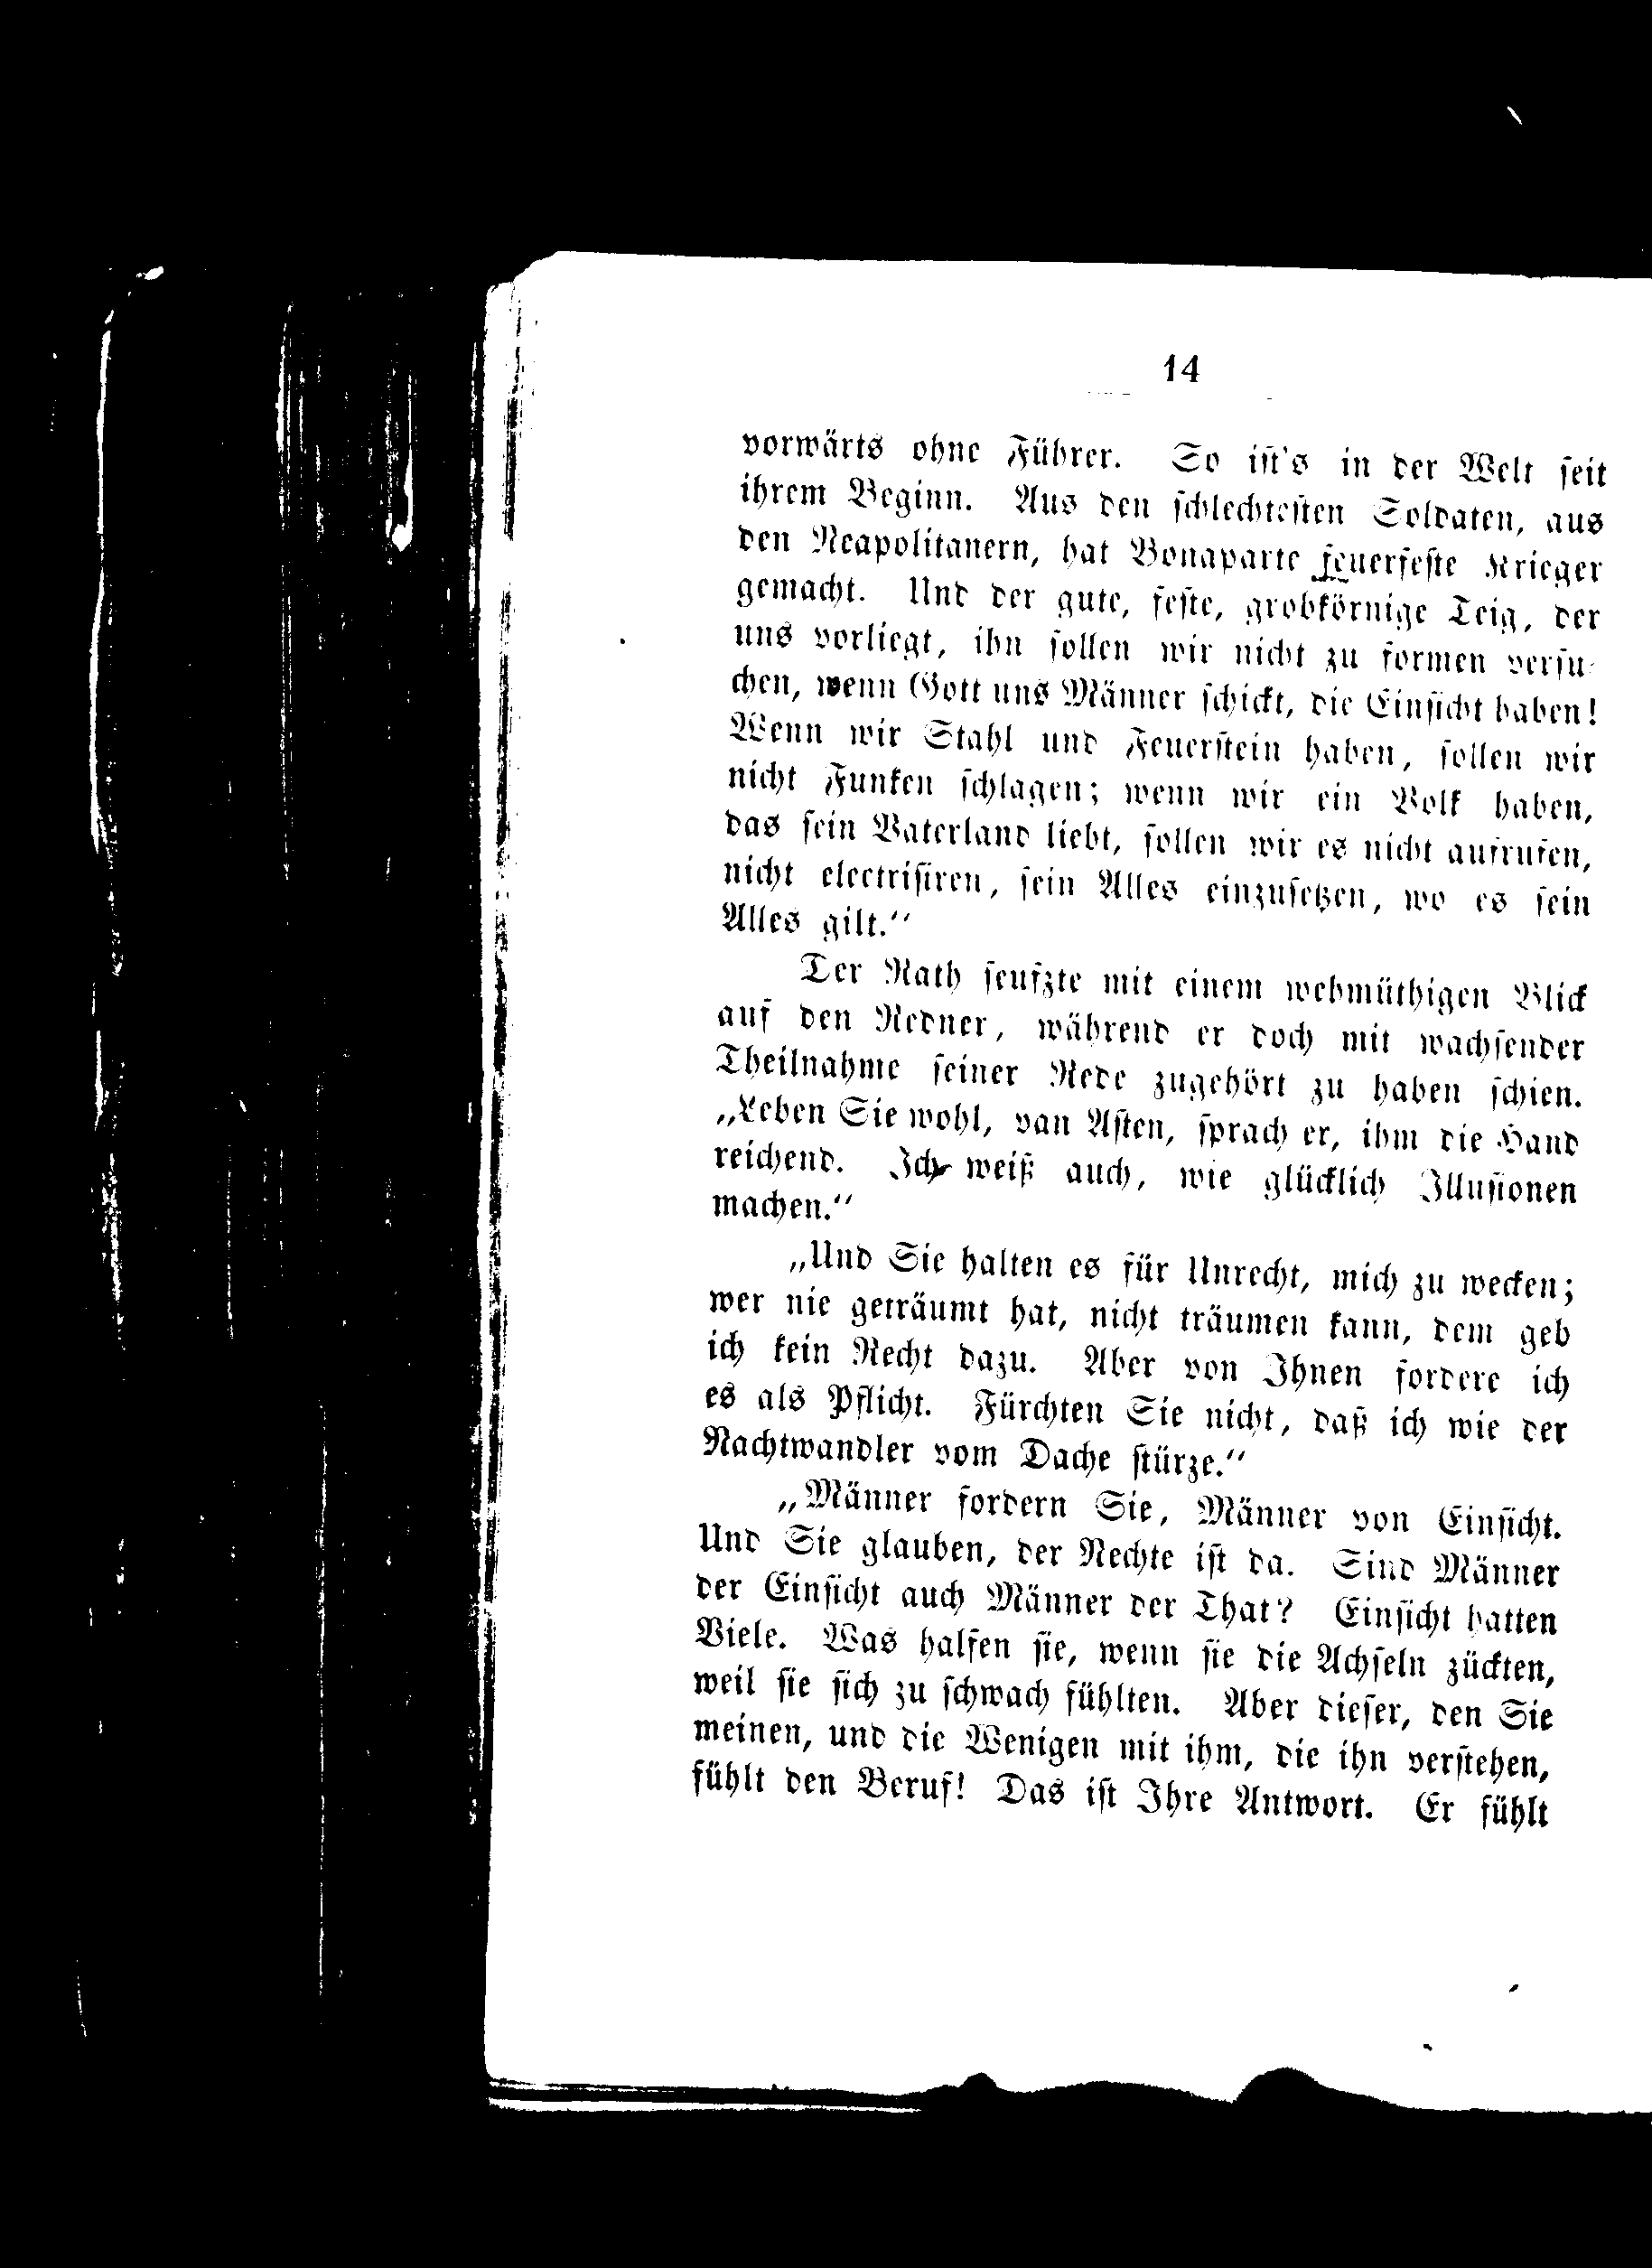 14
vorwärts ohne Führer. So iſt's in der Welt ſeit
ihrem Beginn. Aus den ſchlechteſten Soldaten, aus
den Neapolitanern, hat Bonaparte feuerfeſte Krieger
gemacht. Und der gute, feſte, grobkörnige Teig, der
uns vorliegt, ihn ſollen wir nicht zu formen verſu-
chen, wenn Gott uns Männer ſchickt, die Einſicht haben!
Wenn wir Stahl und Feuerſtein haben, ſollen wir
nicht Funken ſchlagen; wenn wir ein Volk haben,
das ſein Vaterland liebt, ſollen wir es nicht aufrufen,
nicht electriſiren, ſein Alles einzuſetzen, wo es ſein
Alles gilt.“
Der Rath ſeufzte mit einem wehmüthigen Blick
auf den Redner, während er doch mit wachſender
Theilnahme ſeiner Rede zugehört zu haben ſchien.
„Leben Sie wohl, van Aſten, ſprach er, ihm die Hand
reichend. Ich weiß auch, wie glücklich Illuſionen
machen.“
„Und Sie halten es für Unrecht, mich zu wecken;
wer nie geträumt hat, nicht träumen kann, dem geb
ich kein Recht dazu. Aber von Ihnen fordere ich
es als Pflicht. Fürchten Sie nicht, daß ich wie der
Nachtwandler vom Dache ſtürze.“
„Männer fordern Sie, Männer von Einſicht.
Und Sie glauben, der Rechte iſt da. Sind Männer
der Einſicht auch Männer der That? Einſicht hatten
Viele. Was halfen ſie, wenn ſie die Achſeln zückten,
weil ſie ſich zu ſchwach fühlten. Aber dieſer, den Sie
meinen, und die Wenigen mit ihm, die ihn verſtehen,
fühlt den Beruf! Das iſt Ihre Antwort. Er fühlt